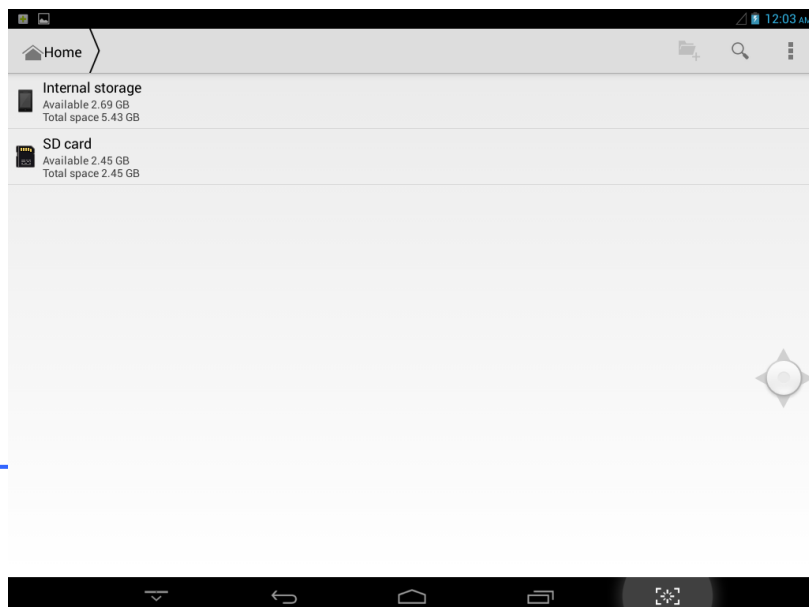 12:03 AM
Home
Internal storage
Available 2.69 GB
Total space 5.43 GB
SD card
Available 2.45 GB
Total space 2.45 GB